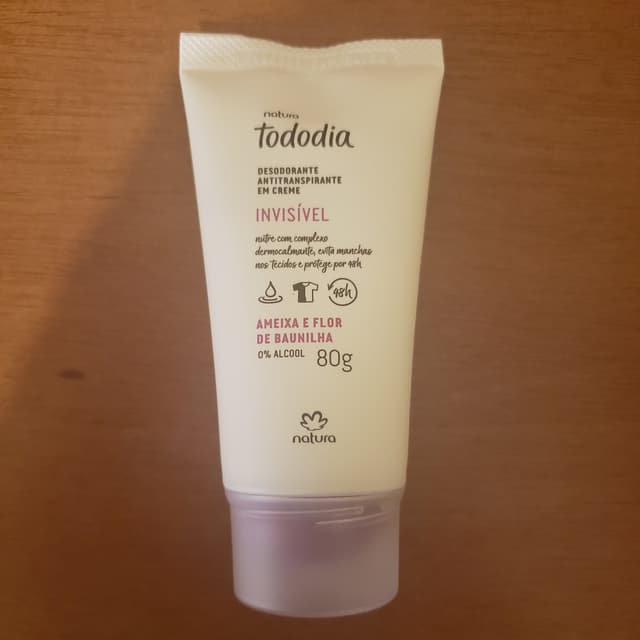 natura
tododia
DESODORANTE
ANTITRANSPIRANTE
EM CREME
INVISÍVEL
nutre com complexo
dermocalmante, evita manchas
nos tecidos e protege por 48h
48h
AMEIXA E FLOR
DE BAUNILHA
0% ALCOOL 80g
natura